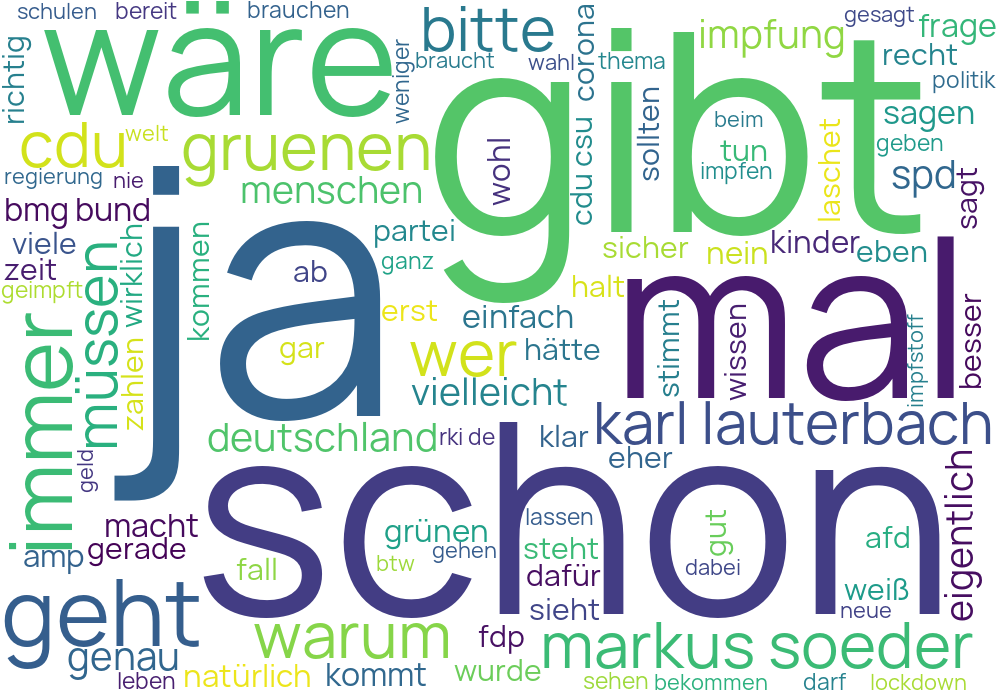 schulen
bereit
brauchen
bitte
corona
impfung
gesagt
frage
richtig
wäre
weniger
braucht
wahl
thema
gibt
recht
politik
cdu
welt
gruenen
wohl
cdu csu
sollten
beim
tun
impfen
laschet
sagen
geben
regierung
nie
menschen
spd
sagt
bmg bund
viele
zeit
geimpft
müssen
wirklich
kommen
ja
ab
partei
ganz
sicher
nein
kinder
eben
halt
mal
erst
einfach
gar
wer
hätte
vielleicht
stimmt
wissen
impfstoff
besser
immer
zahlen
deutschland
rki de
klar
karl lauterbach
eher
geld
schon
eigentlich
macht
gerade
amp
fall
grünen
gehen
btw
lassen
steht
dafür
sieht
gut
dabei
afd
weiß
neue
geht
genau
warum
fdp
markus soeder
leben
natürlich
kommt
wurde
sehen
bekommen
darf
lockdown